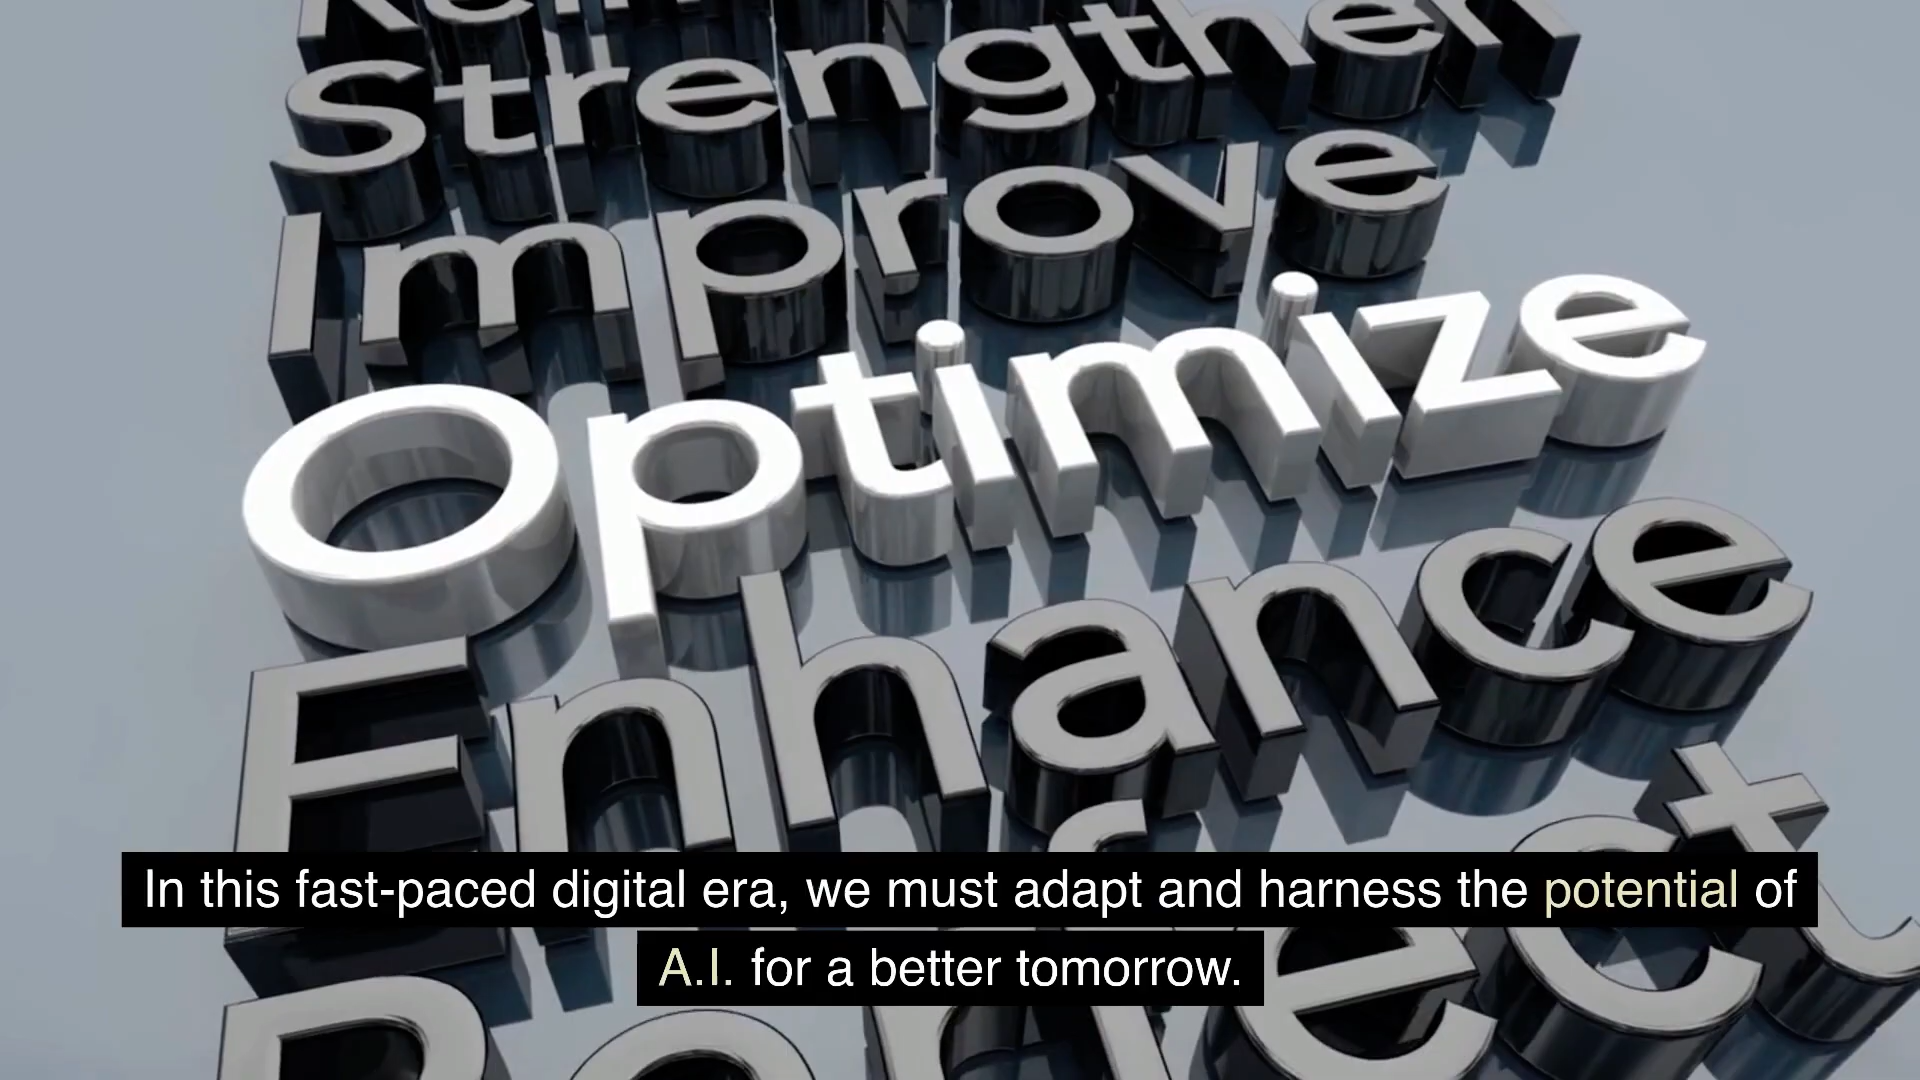 Strengthen
Improve
Optimize
Enhance
Perfect
In this fast-paced digital era, we must adapt and harness the potential of
A.I. for a better tomorrow.